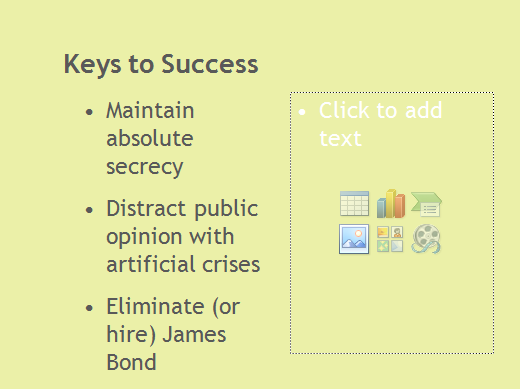 Keys to Success
• Maintain
absolute
secrecy
• Distract public
opinion with
artificial crises
• Eliminate (or
hire) James
Bond
• Click to add
text